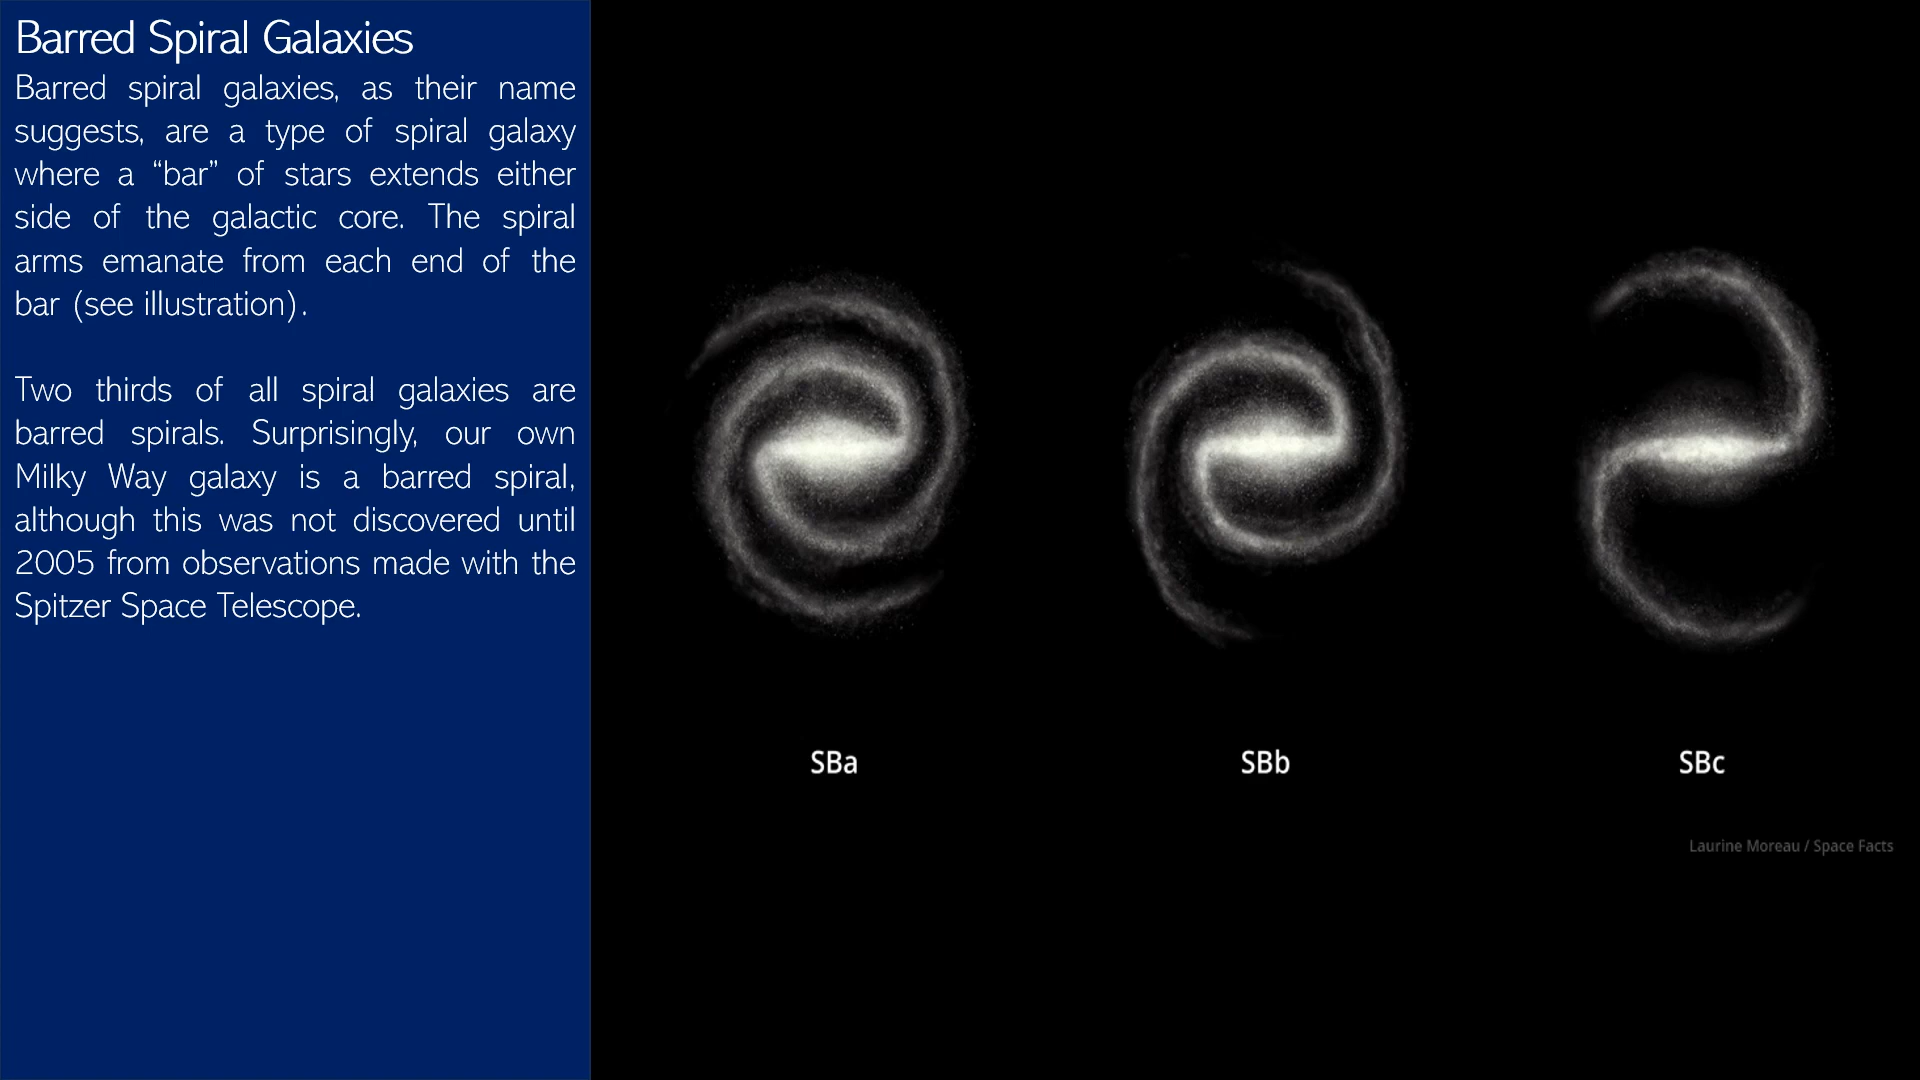 Barred Spiral Galaxies
Barred spiral galaxies, as their name
suggests, are a type of spiral galaxy
where a “bar” of stars extends either
side of the galactic core. The spiral
arms emanate from each end of the
bar (see illustration).
Two thirds of all spiral galaxies are
barred spirals. Surprisingly, our own
Milky Way galaxy is a barred spiral,
although this was not discovered until
2005 from observations made with the
Spitzer Space Telescope.
SBa
SBb
SBc
Laurine Moreau / Space Facts